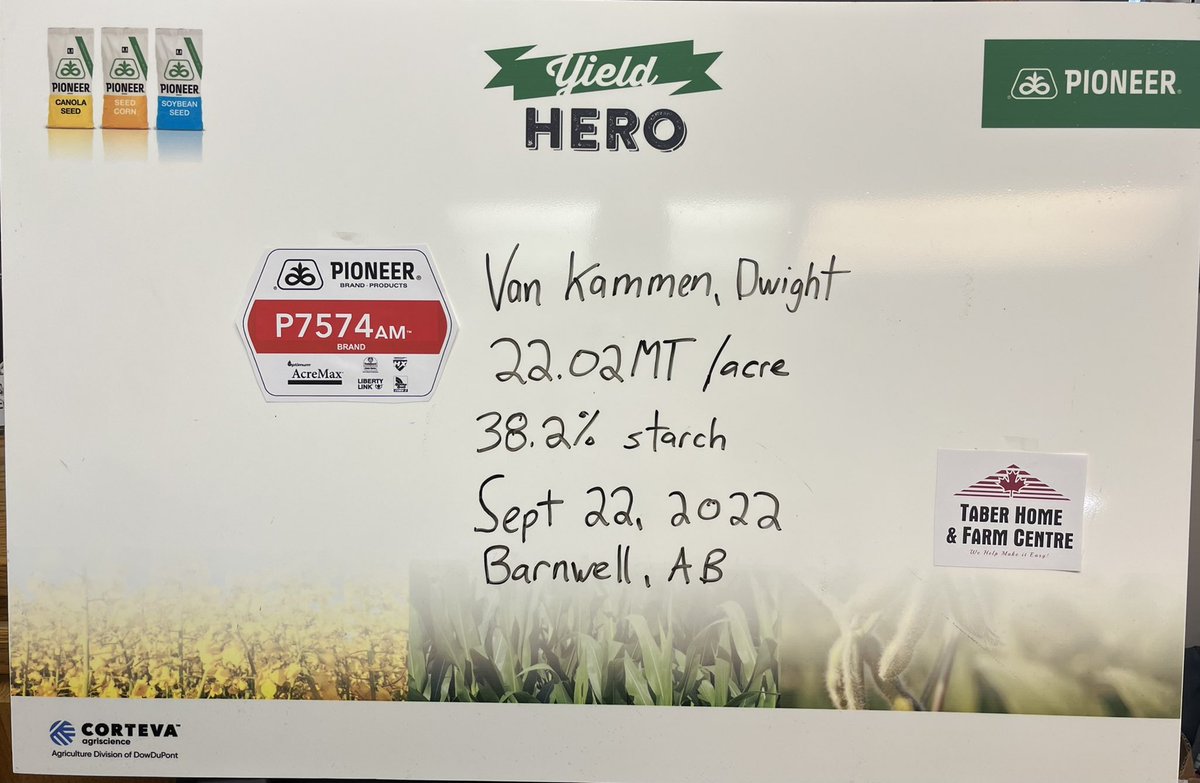 PIONEER
CANOLA
SEED
PIONEER
SEED
CORN
PIONEER
SOYBEAN
SEED
Yield
HERO
PIONEER®
PIONEER®
BRAND · PRODUCTS
P7574AM™
BRAND
Optimum®
AcreMax®
LIBERTY
LINK
Van Kammen, Dwight
22.02MT /acre
38.2% starch
Sept 22, 2022
Barnwell, AB
TABER HOME
& FARM CENTRE
We Help Make it Easy!
CORTEVA™
agriscience
Agriculture Division of DowDuPont